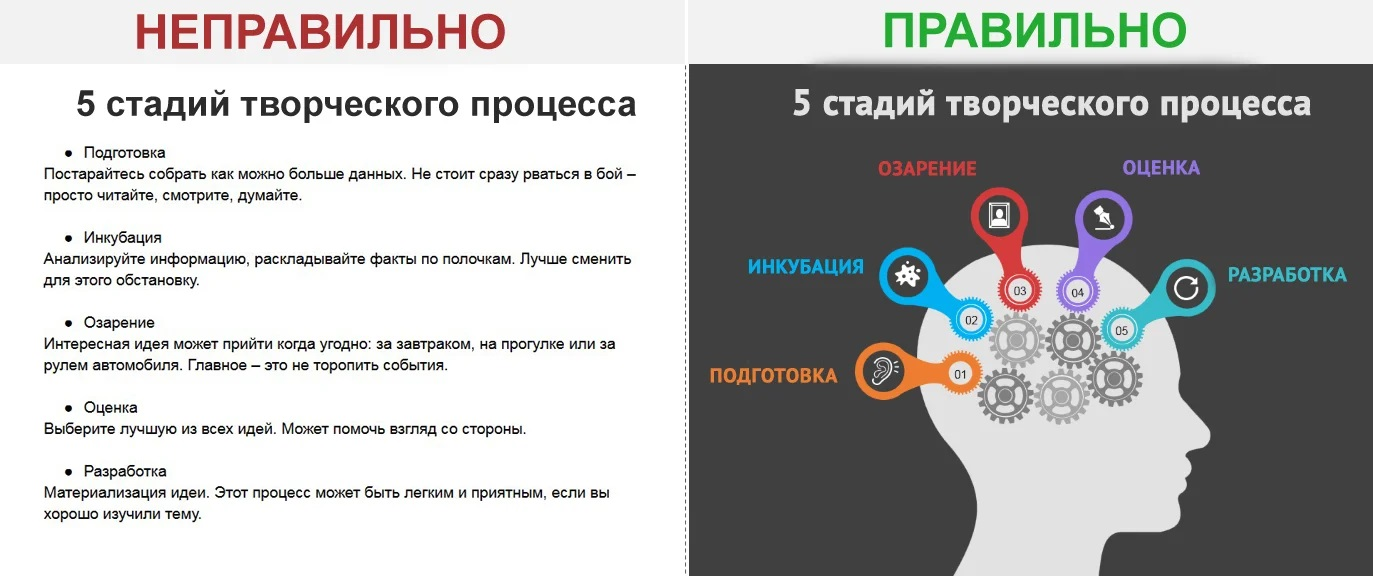 НЕПРАВИЛЬНО
5 стадий творческого процесса
● Подготовка
Постарайтесь собрать как можно больше данных. Не стоит сразу рваться в бой –
просто читайте, смотрите, думайте.
● Инкубация
Анализируйте информацию, раскладывайте факты по полочкам. Лучше сменить
для этого обстановку.
● Озарение
Интересная идея может прийти когда угодно: за завтраком, на прогулке или за
рулем автомобиля. Главное – это не торопить события.
● Оценка
Выберите лучшую из всех идей. Может помочь взгляд со стороны.
● Разработка
Материализация идеи. Этот процесс может быть легким и приятным, если вы
хорошо изучили тему.
ПРАВИЛЬНО
5 стадий творческого процесса
ПОДГОТОВКА
01
ИНКУБАЦИЯ
02
ОЗАРЕНИЕ
03
ОЦЕНКА
04
РАЗРАБОТКА
05